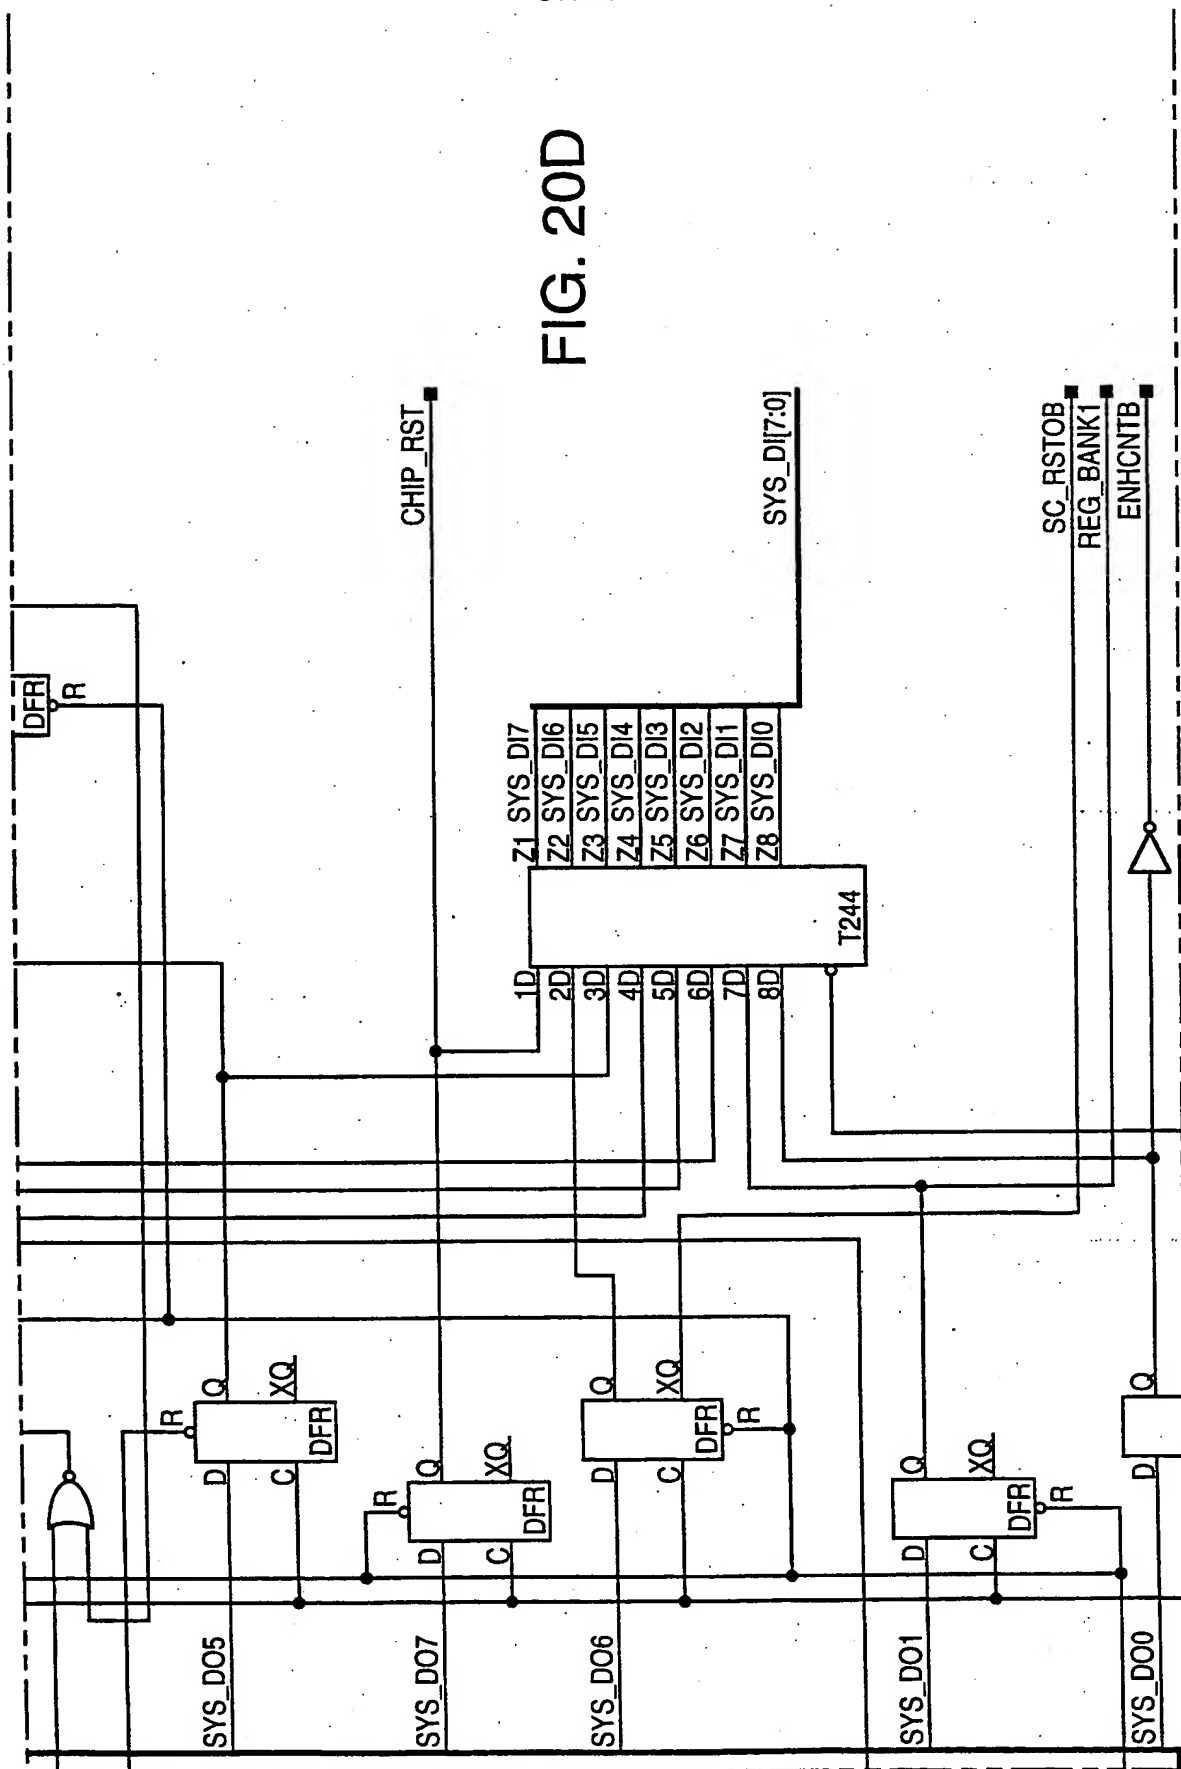 DFR
R
R
SYS_DO5 D Q
C XQ
DFR
R
CHIP_RST
SYS_DO7 D Q
C XQ
DFR
FIG. 20D
1D Z1 SYS_DI7
2D Z2 SYS_DI6
3D Z3 SYS_DI5
4D Z4 SYS_DI4
5D Z5 SYS_DI3
6D Z6 SYS_DI2
7D Z7 SYS_DI1
8D Z8 SYS_DI0
T244
SYS_DO6 D Q
C XQ
DFR
R
SYS_DI[7:0]
SYS_DO1 D Q
C XQ
DFR
R
SC_RSTOB
REG_BANK1
ENHCNTB
SYS_DO0 D Q